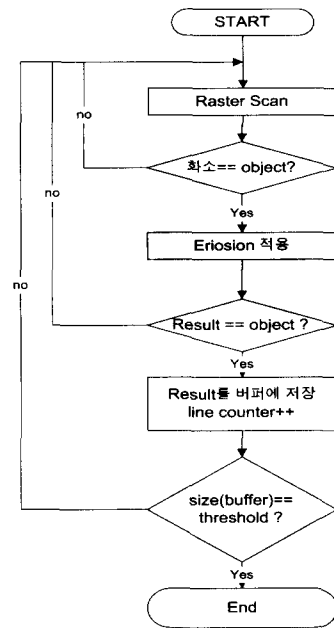 START
Raster Scan
no
화소== object?
no
Yes
Eriosion 적용
no
Result == object ?
Yes
Result를 버퍼에 저장
line counter++
size(buffer)==
threshold ?
Yes
End